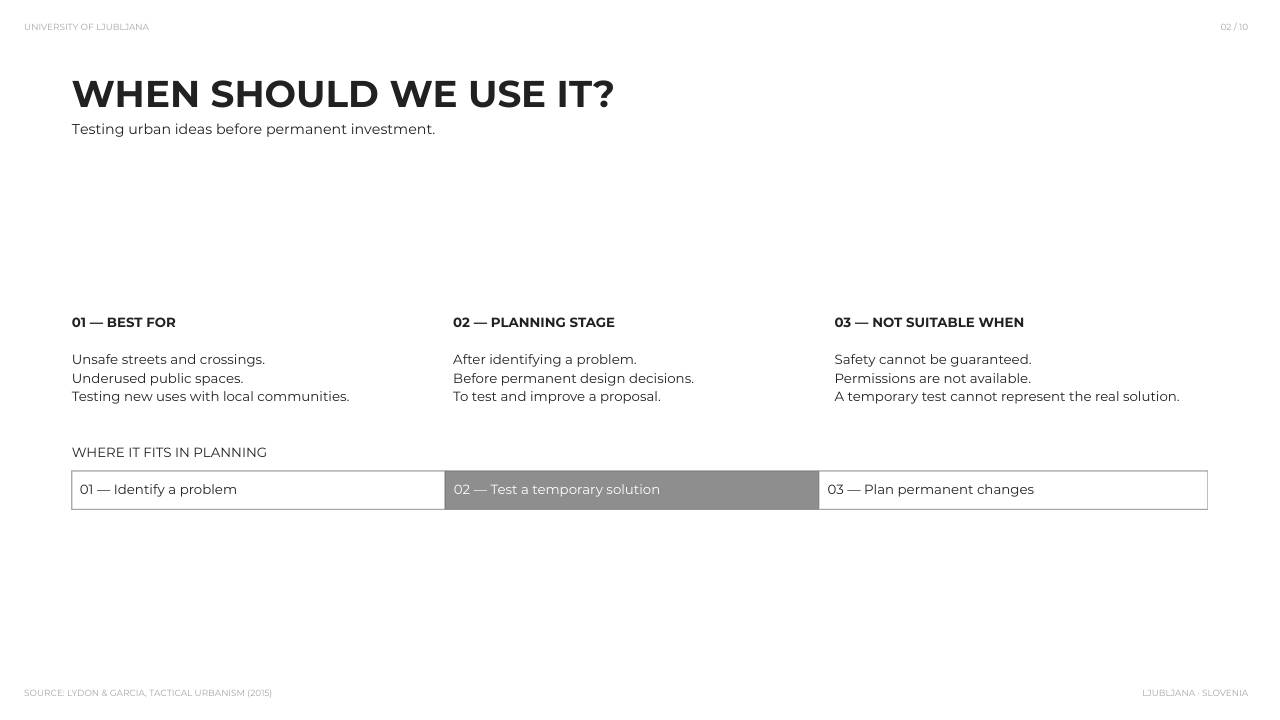 UNIVERSITY OF LJUBLJANA
02 / 10
WHEN SHOULD WE USE IT?
Testing urban ideas before permanent investment.
01 — BEST FOR
Unsafe streets and crossings.
Underused public spaces.
Testing new uses with local communities.
02 — PLANNING STAGE
After identifying a problem.
Before permanent design decisions.
To test and improve a proposal.
03 — NOT SUITABLE WHEN
Safety cannot be guaranteed.
Permissions are not available.
A temporary test cannot represent the real solution.
WHERE IT FITS IN PLANNING
01 — Identify a problem
02 — Test a temporary solution
03 — Plan permanent changes
SOURCE: LYDON & GARCIA, TACTICAL URBANISM (2015)
LJUBLJANA · SLOVENIA